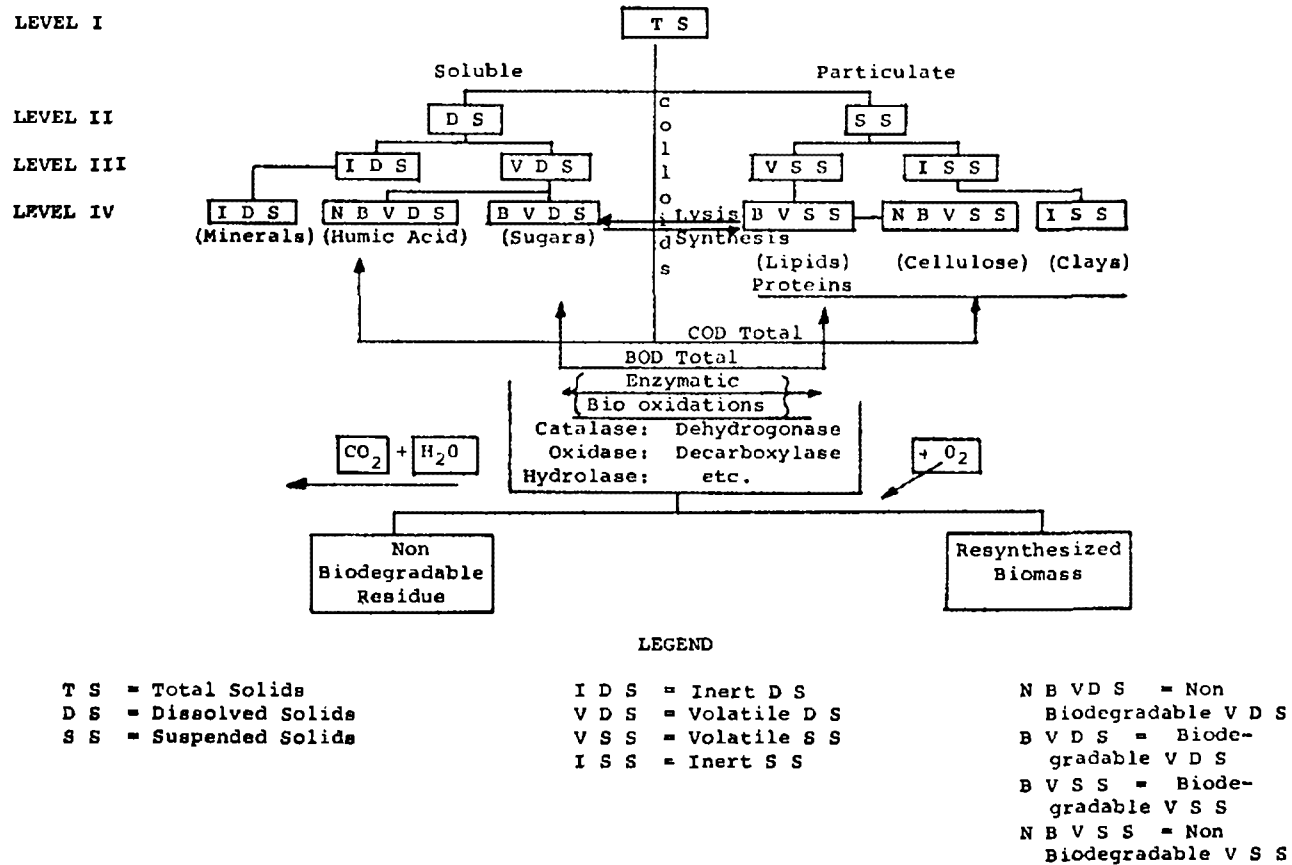 LEVEL I
T S
Soluble
Particulate
colloids
LEVEL II
D S
S S
LEVEL III
I D S
V D S
V S S
I S S
LEVEL IV
I D S
N B V D S
B V D S
Lysis
B V S S
N B V S S
I S S
(Minerals)
(Humic Acid)
(Sugars)
Synthesis
(Lipids)
(Cellulose)
(Clays)
Proteins
COD Total
BOD Total
Enzymatic
Bio oxidations
Catalase: Dehydrogonase
Oxidase: Decarboxylase
Hydrolase: etc.
CO2 + H2O
+ O2
Non
Biodegradable
Residue
Resynthesized
Biomass
LEGEND
T S = Total Solids
D S = Dissolved Solids
S S = Suspended Solids
I D S = Inert D S
V D S = Volatile D S
V S S = Volatile S S
I S S = Inert S S
N B VD S = Non
Biodegradable V D S
B V D S = Biode-
gradable V D S
B V S S = Biode-
gradable V S S
N B V S S = Non
Biodegradable V S S